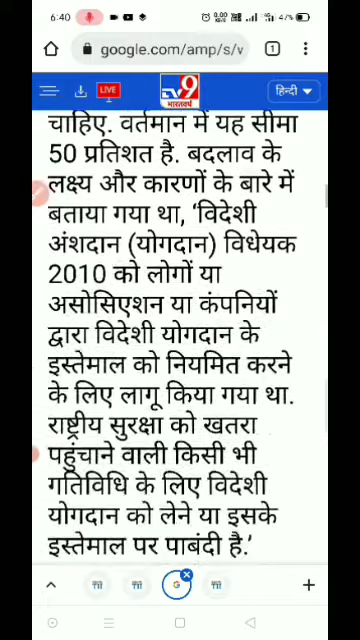 6:40
google.com/amp/s/v
1
LIVE
TV9
भारतवर्ष
हिन्दी
चाहिए. वर्तमान में यह सीमा
50 प्रतिशत है. बदलाव के
लक्ष्य और कारणों के बारे में
बताया गया था, ‘विदेशी
अंशदान (योगदान) विधेयक
2010 को लोगों या
असोसिएशन या कंपनियों
द्वारा विदेशी योगदान के
इस्तेमाल को नियमित करने
के लिए लागू किया गया था.
राष्ट्रीय सुरक्षा को खतरा
पहुंचाने वाली किसी भी
गतिविधि के लिए विदेशी
योगदान को लेने या इसके
इस्तेमाल पर पाबंदी है.’